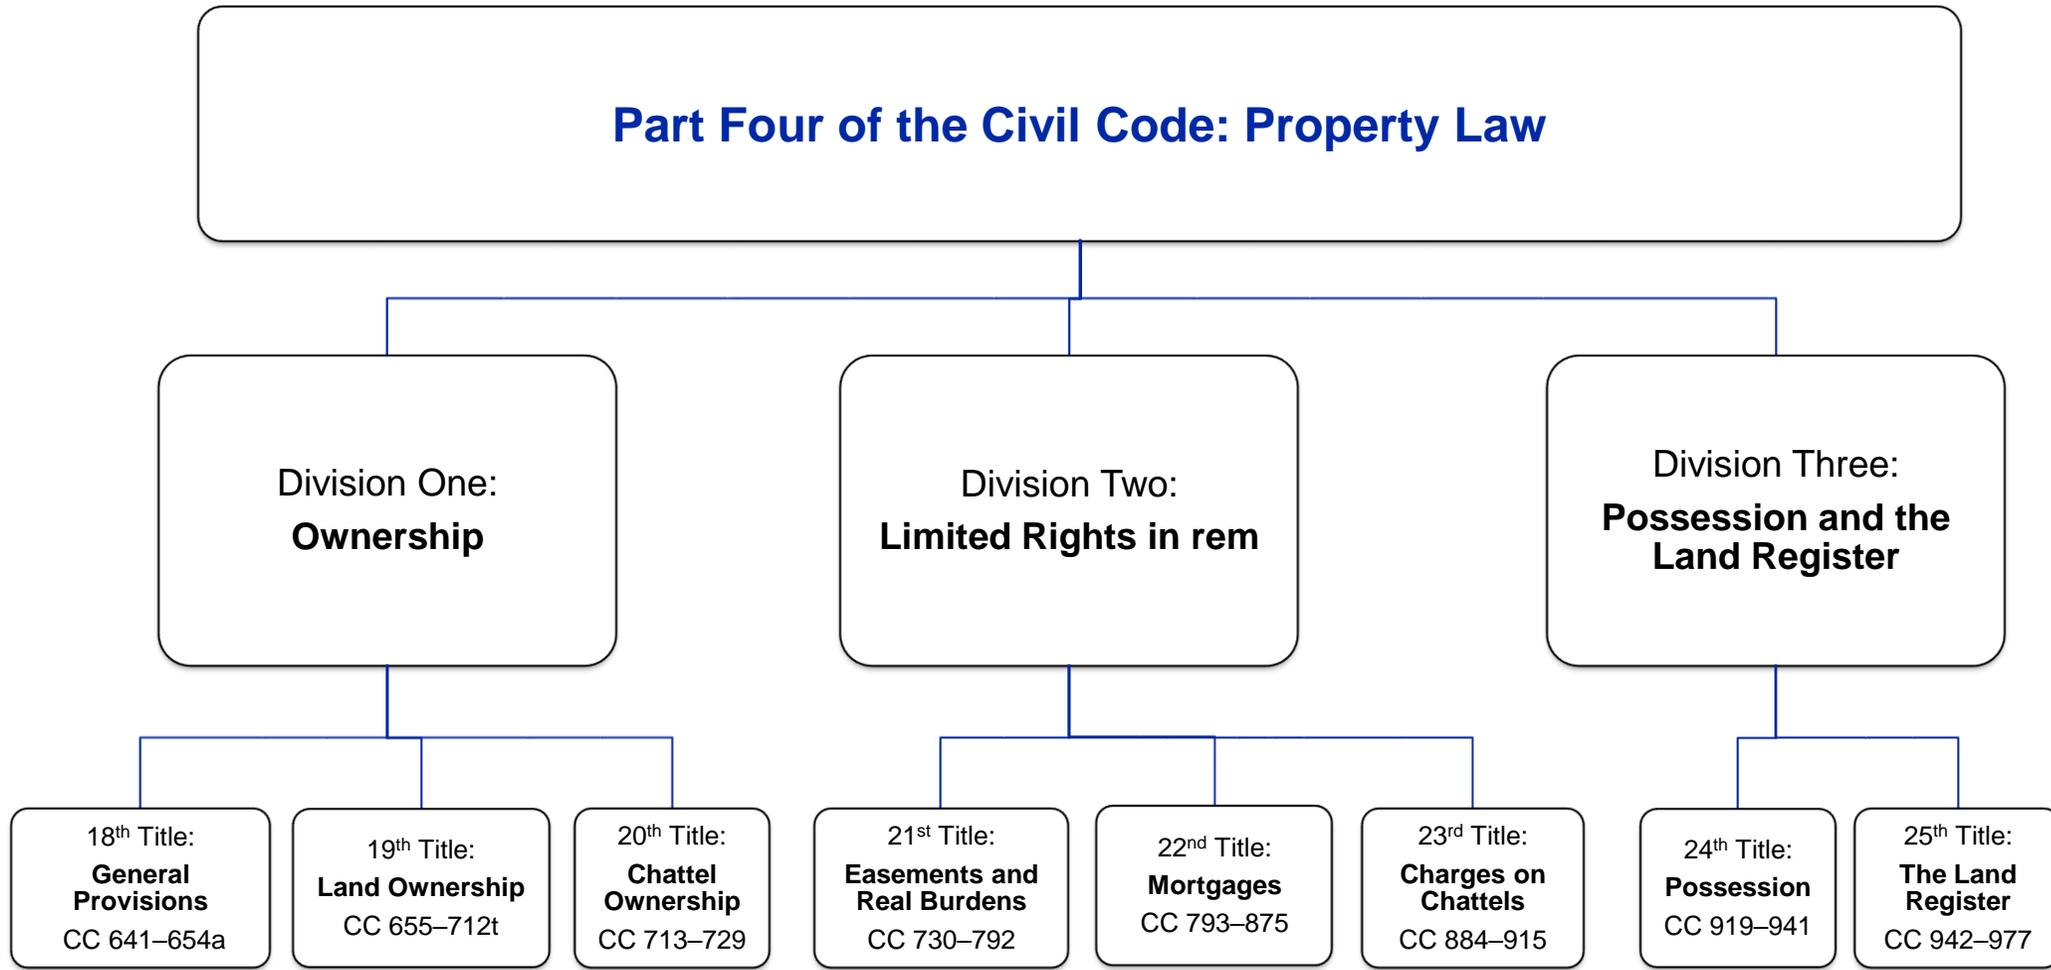 Part Four of the Civil Code: Property Law
Division One:
Ownership
Division Two:
Limited Rights in rem
Division Three:
Possession and the
Land Register
18th Title:
General
Provisions
CC 641–654a
19th Title:
Land Ownership
CC 655–712t
20th Title:
Chattel
Ownership
CC 713–729
21st Title:
Easements and
Real Burdens
CC 730–792
22nd Title:
Mortgages
CC 793–875
23rd Title:
Charges on
Chattels
CC 884–915
24th Title:
Possession
CC 919–941
25th Title:
The Land
Register
CC 942–977